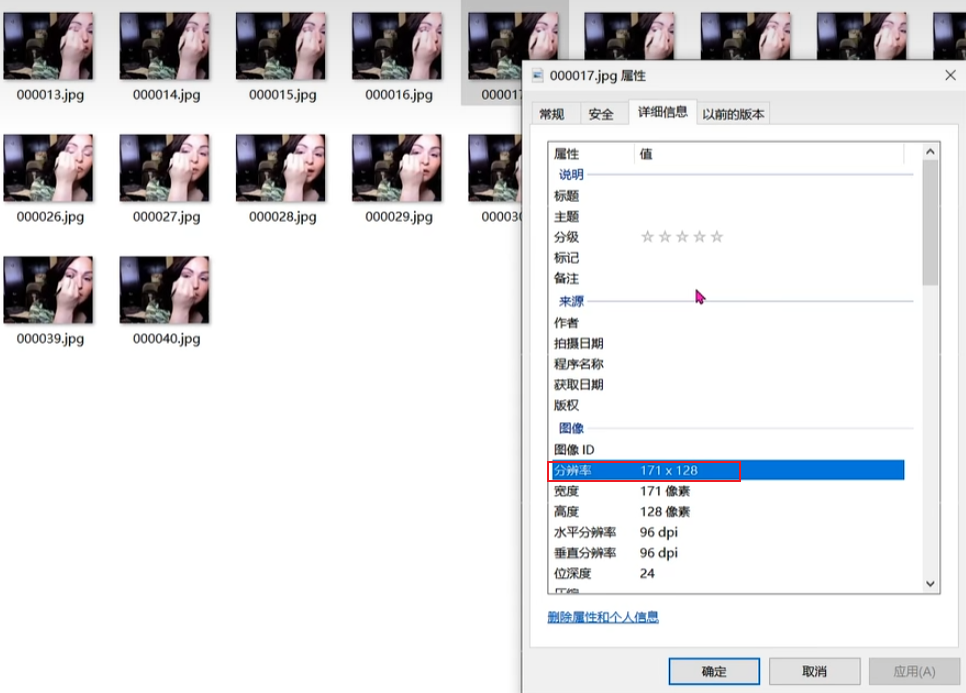 000013.jpg
000014.jpg
000015.jpg
000016.jpg
000017
000026.jpg
000027.jpg
000028.jpg
000029.jpg
00003
000039.jpg
000040.jpg
000017.jpg 属性
常规
安全
详细信息
以前的版本
属性 值
说明
标题
主题
分级
标记
备注
来源
作者
拍摄日期
程序名称
获取日期
版权
图像
图像 ID
分辨率 171 x 128
宽度 171 像素
高度 128 像素
水平分辨率 96 dpi
垂直分辨率 96 dpi
位深度 24
删除属性和个人信息
确定
取消
应用(A)